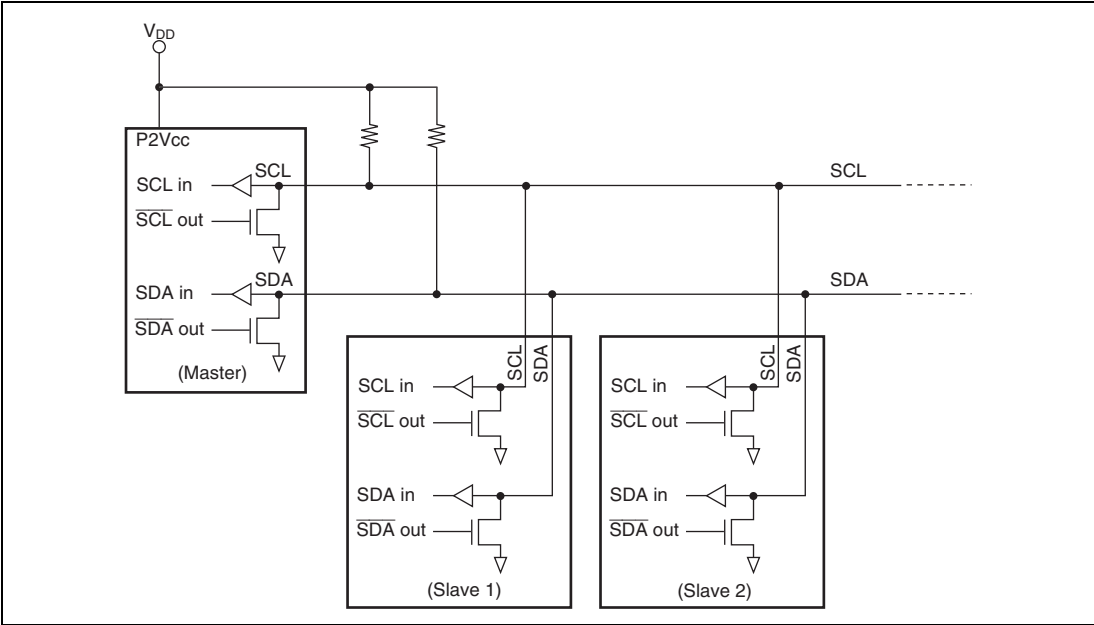 VDD
P2Vcc
SCL in
SCL
SCL out
SDA in
SDA
SDA out
(Master)
SCL
SDA
SCL
SDA
SCL in
SCL out
SDA in
SDA out
(Slave 1)
SCL
SDA
SCL in
SCL out
SDA in
SDA out
(Slave 2)